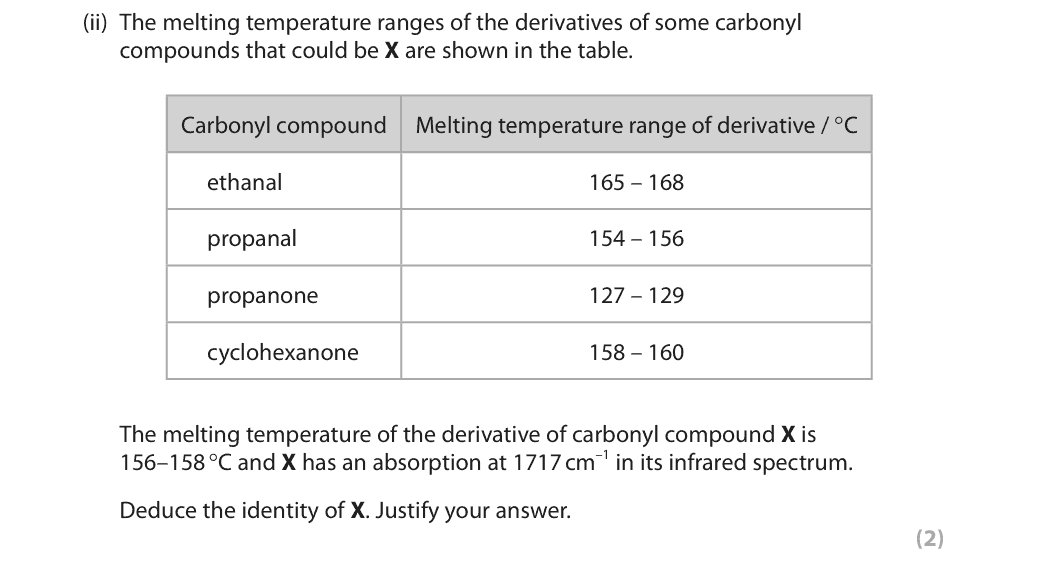 (ii) The melting temperature ranges of the derivatives of some carbonyl
compounds that could be X are shown in the table.
Carbonyl compound Melting temperature range of derivative / °C
ethanal 165 – 168
propanal 154 – 156
propanone 127 – 129
cyclohexanone 158 – 160
The melting temperature of the derivative of carbonyl compound X is
156–158 °C and X has an absorption at 1717 cm⁻¹ in its infrared spectrum.
Deduce the identity of X. Justify your answer.
(2)